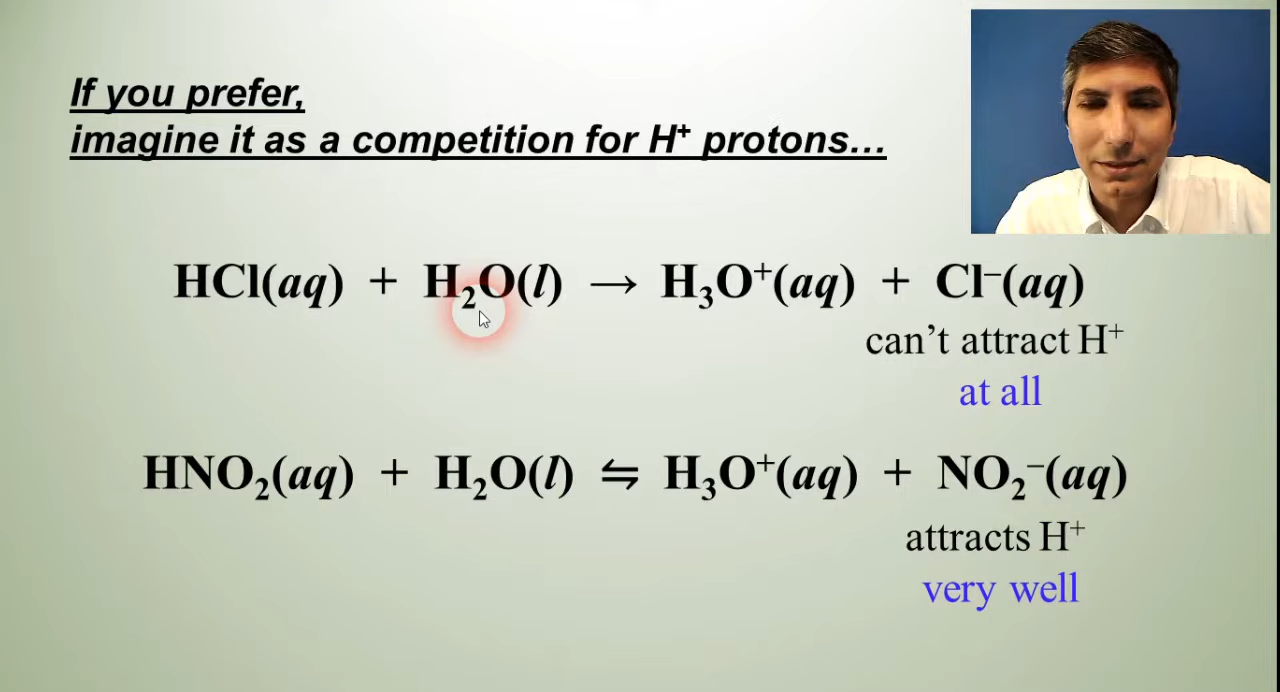 If you prefer,
imagine it as a competition for H⁺ protons…
HCl(aq) + H₂O(l) → H₃O⁺(aq) + Cl⁻(aq)
can’t attract H⁺
at all
HNO₂(aq) + H₂O(l) ⇋ H₃O⁺(aq) + NO₂⁻(aq)
attracts H⁺
very well